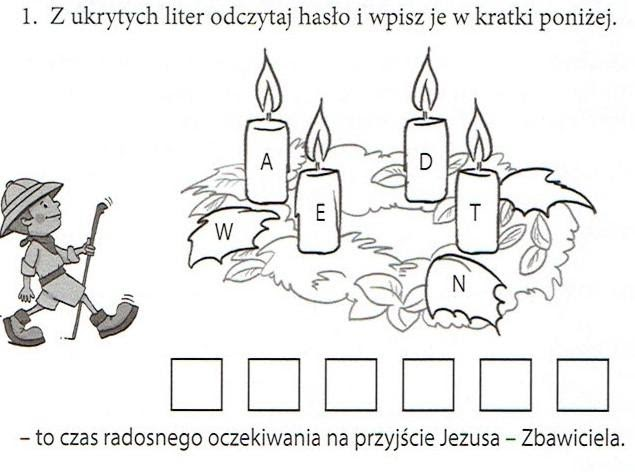 1. Z ukrytych liter odczytaj hasło i wpisz je w kratki poniżej.
A
D
E
T
W
N
– to czas radosnego oczekiwania na przyjście Jezusa – Zbawiciela.